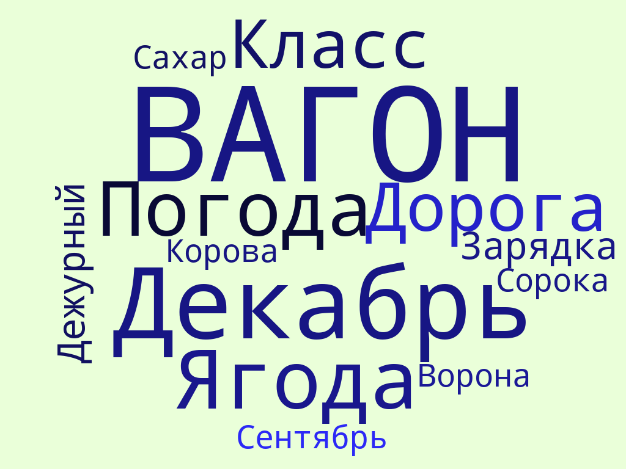 Класс
Сахар
ВАГОН
Погода
Дорога
Дежурный
Корова
Зарядка
Сорока
Декабрь
Ягода
Ворона
Сентябрь